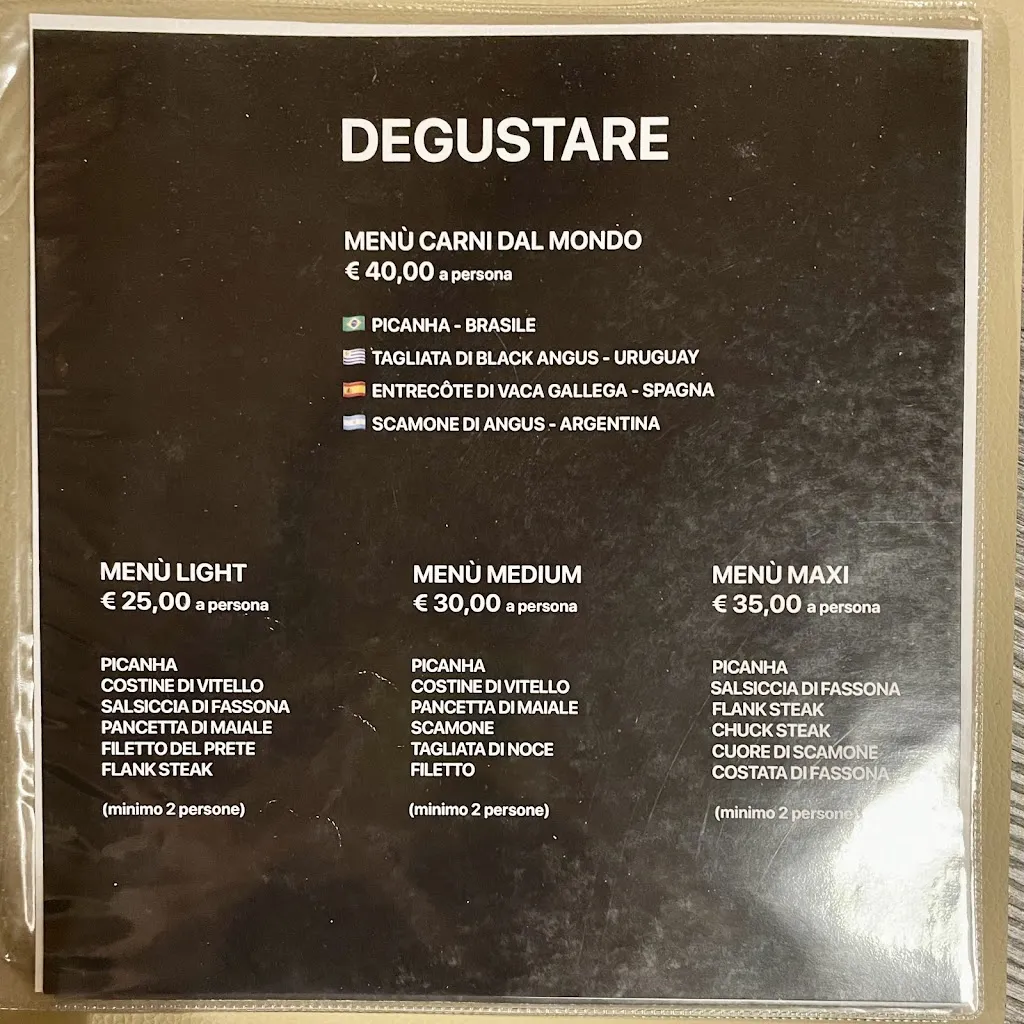 DEGUSTARE
MENÙ CARNI DAL MONDO
€ 40,00 a persona
PICANHA - BRASILE
TAGLIATA DI BLACK ANGUS - URUGUAY
ENTRECÔTE DI VACA GALLEGA - SPAGNA
SCAMONE DI ANGUS - ARGENTINA
MENÙ LIGHT
€ 25,00 a persona
PICANHA
COSTINE DI VITELLO
SALSICCIA DI FASSONA
PANCETTA DI MAIALE
FILETTO DEL PRETE
FLANK STEAK
(minimo 2 persone)
MENÙ MEDIUM
€ 30,00 a persona
PICANHA
COSTINE DI VITELLO
PANCETTA DI MAIALE
SCAMONE
TAGLIATA DI NOCE
FILETTO
(minimo 2 persone)
MENÙ MAXI
€ 35,00 a persona
PICANHA
SALSICCIA DI FASSONA
FLANK STEAK
CHUCK STEAK
CUORE DI SCAMONE
COSTATA DI FASSONA
(minimo 2 persone)